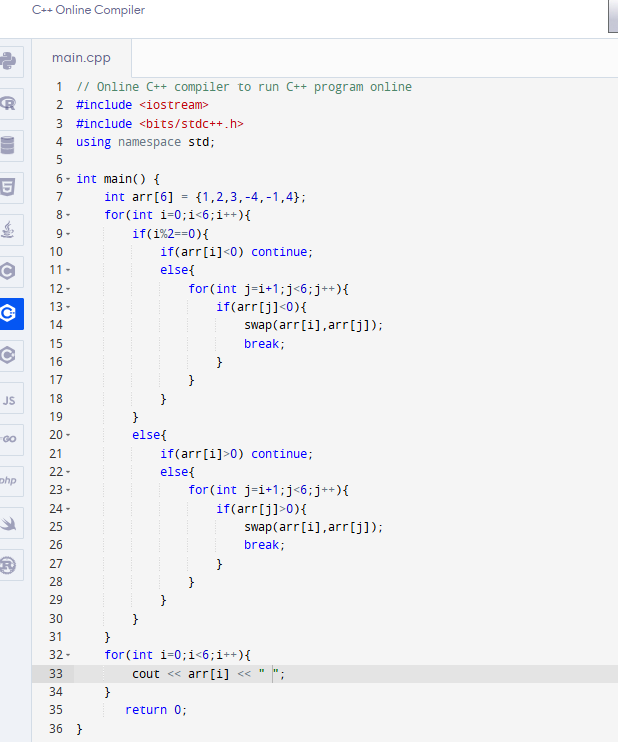 C++ Online Compiler
main.cpp
1 // Online C++ compiler to run C++ program online
2 #include <iostream>
3 #include <bits/stdc++.h>
4 using namespace std;
5
6 int main() {
7     int arr[6] = {1,2,3,-4,-1,4};
8     for(int i=0;i<6;i++){
9         if(i%2==0){
10             if(arr[i]<0) continue;
11             else{
12                 for(int j=i+1;j<6;j++){
13                     if(arr[j]<0){
14                         swap(arr[i],arr[j]);
15                         break;
16                     }
17                 }
18             }
19         }
20         else{
21             if(arr[i]>0) continue;
22             else{
23                 for(int j=i+1;j<6;j++){
24                     if(arr[j]>0){
25                         swap(arr[i],arr[j]);
26                         break;
27                     }
28                 }
29             }
30         }
31     }
32     for(int i=0;i<6;i++){
33         cout << arr[i] << " ";
34     }
35        return 0;
36 }
R
5
C
C
C
JS
GO
php